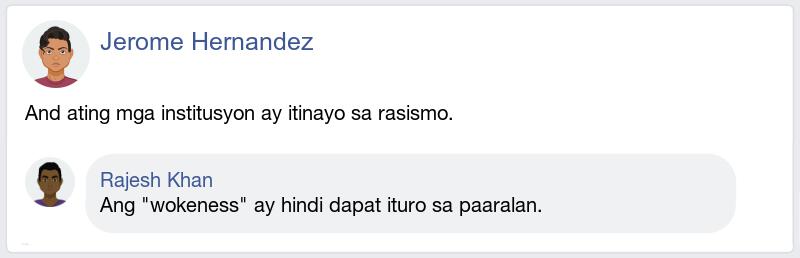 Jerome Hernandez
And ating mga institusyon ay itinayo sa rasismo.
Rajesh Khan
Ang "wokeness" ay hindi dapat ituro sa paaralan.